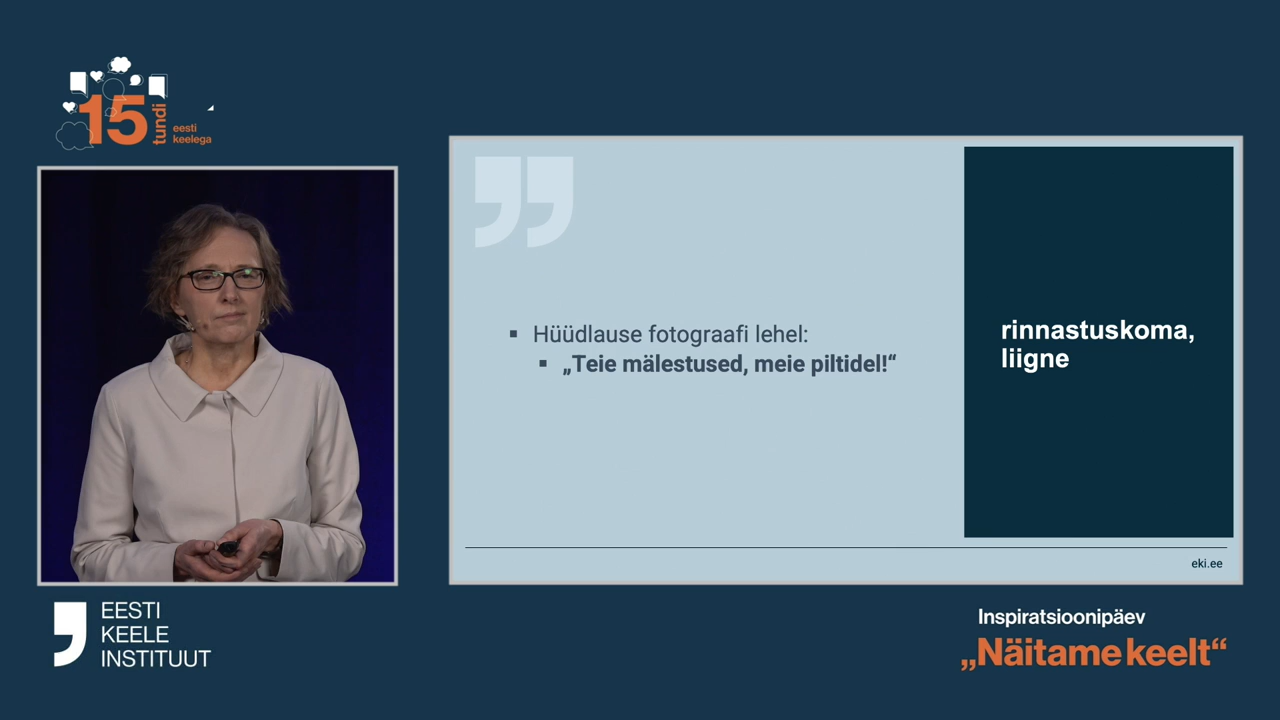 15 tundi
eesti
keelega
▪ Hüüdlause fotograafi lehel:
▪ „Teie mälestused, meie piltidel!“
rinnastuskoma,
liigne
eki.ee
EESTI
KEELE
INSTITUUT
Inspiratsioonipäev
„Näitame keelt“